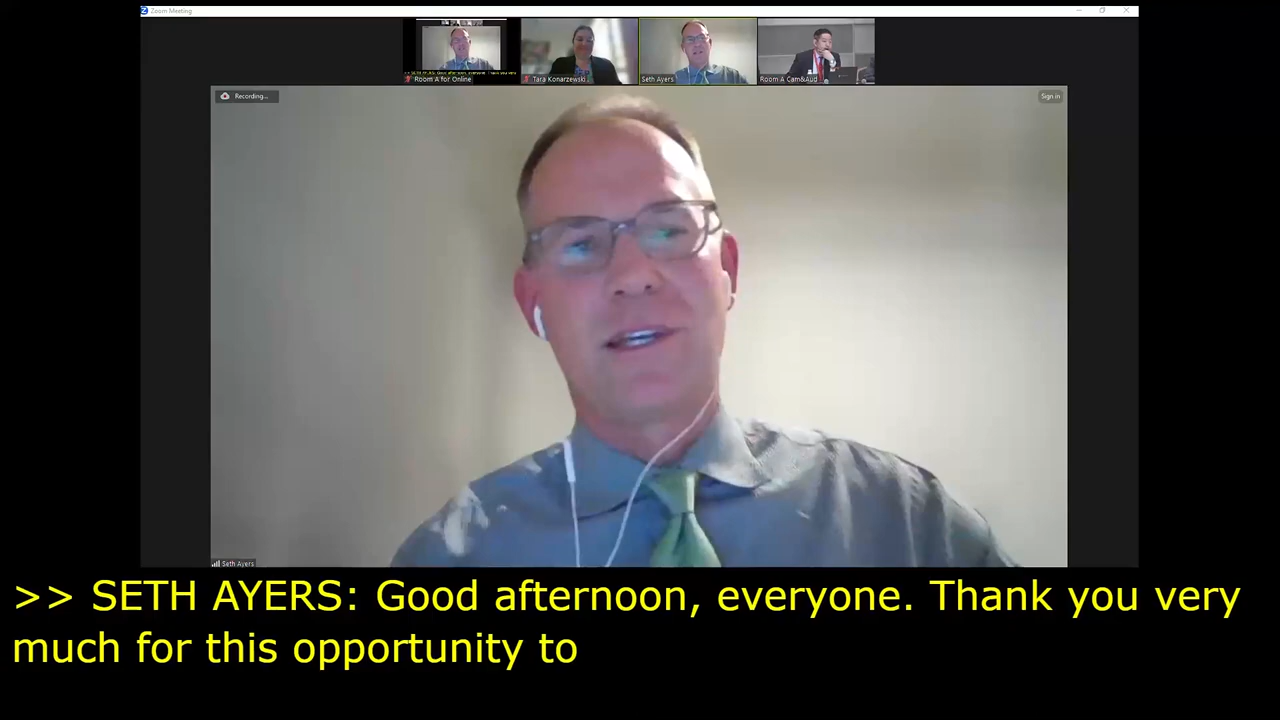 Zoom Meeting
Room A for Online
Tara Konarzewski
Seth Ayers
Room A Cam&Aud
Recording...
Sign in
Seth Ayers
>> SETH AYERS: Good afternoon, everyone. Thank you very
much for this opportunity to